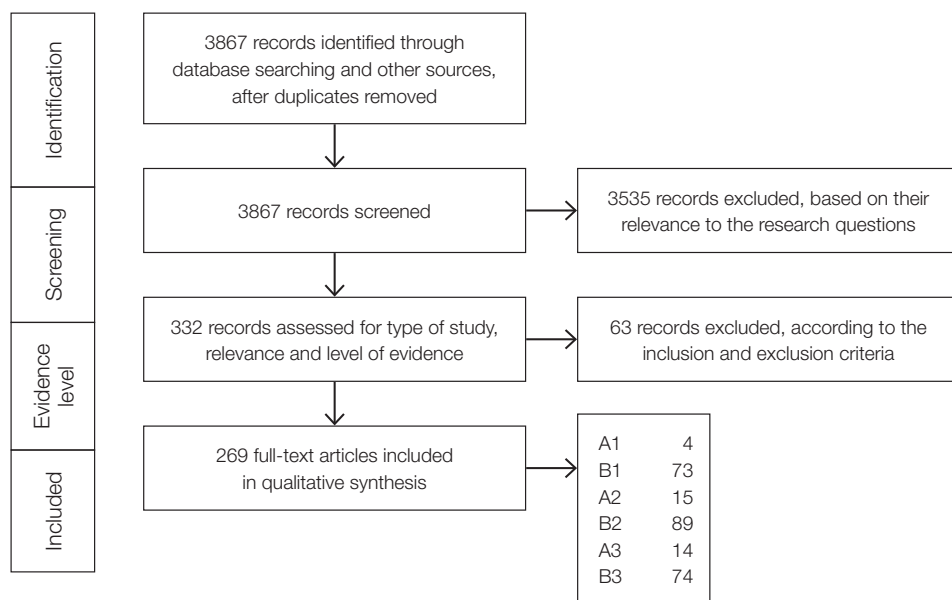 Identification
3867 records identified through
database searching and other sources,
after duplicates removed
Screening
3867 records screened
3535 records excluded, based on their
relevance to the research questions
Evidence
level
332 records assessed for type of study,
relevance and level of evidence
63 records excluded, according to the
inclusion and exclusion criteria
Included
269 full-text articles included
in qualitative synthesis
A1 4
B1 73
A2 15
B2 89
A3 14
B3 74